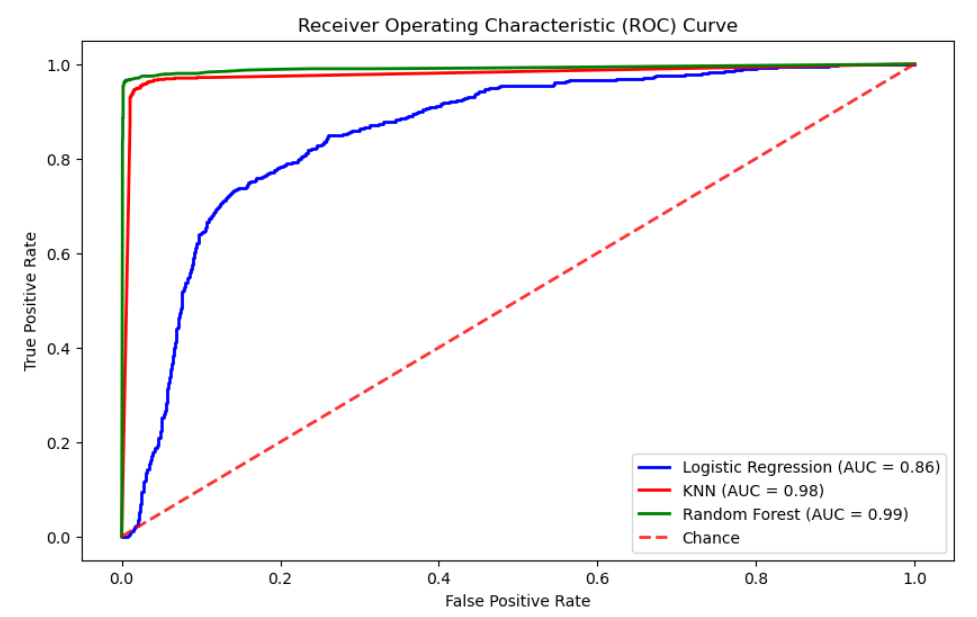 Receiver Operating Characteristic (ROC) Curve
True Positive Rate
1.0
0.8
0.6
0.4
0.2
0.0
0.0 0.2 0.4 0.6 0.8 1.0
False Positive Rate
Logistic Regression (AUC = 0.86)
KNN (AUC = 0.98)
Random Forest (AUC = 0.99)
Chance